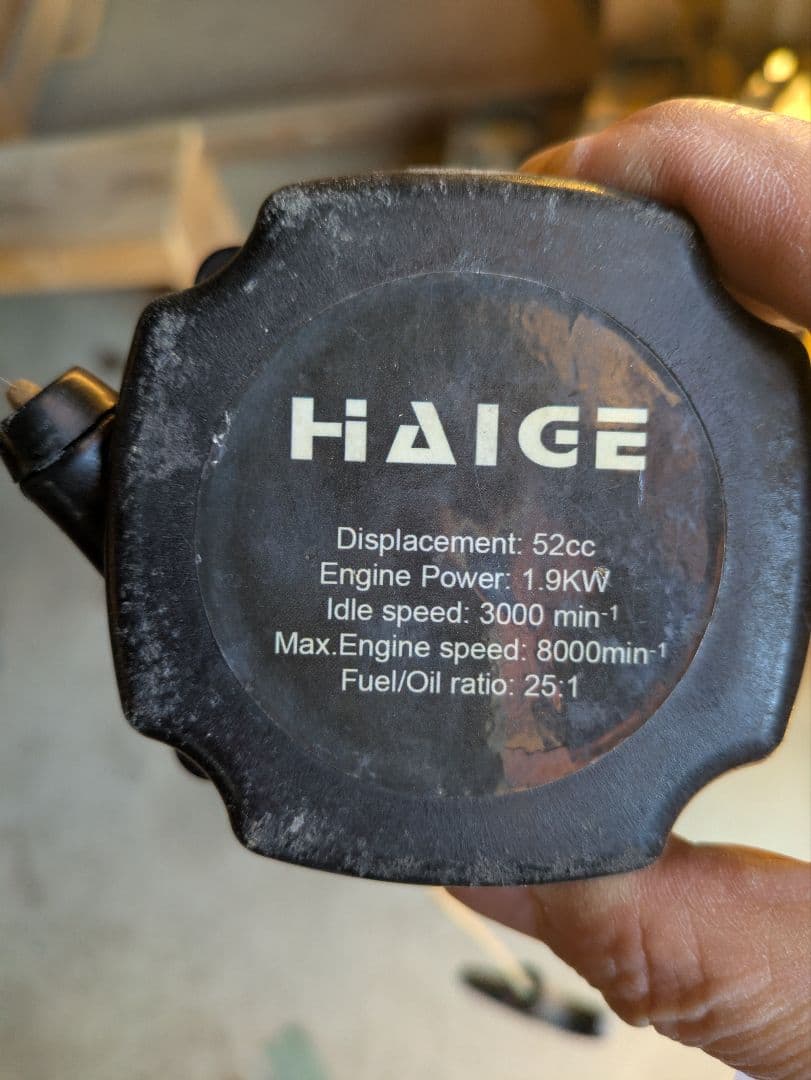 HAIGE
Displacement: 52cc
Engine Power: 1.9KW
Idle speed: 3000 min-1
Max.Engine speed: 8000min-1
Fuel/Oil ratio: 25:1